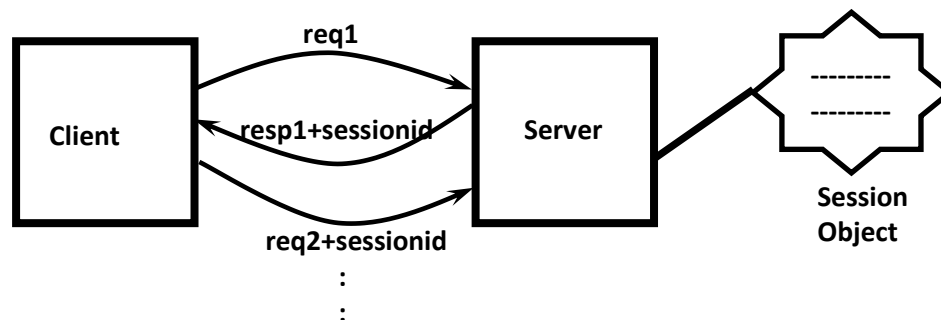 req1
Client
resp1+sessionid
Server
---------
---------
req2+sessionid
:
:
Session
Object